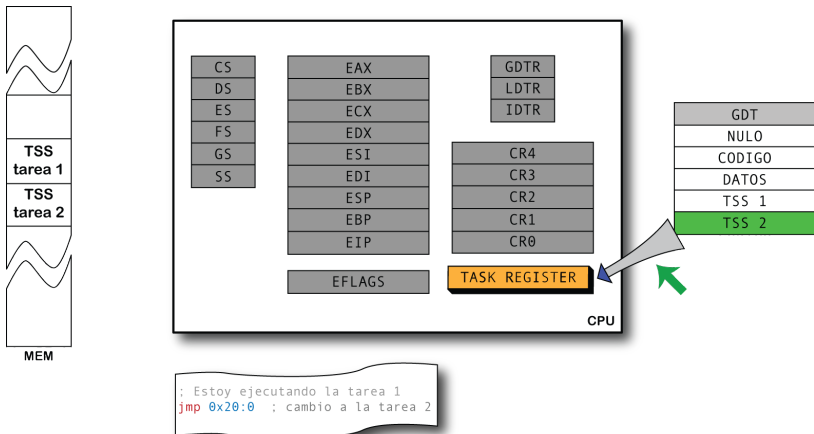 TSS
tarea 1
TSS
tarea 2
MEM
CS
DS
ES
FS
GS
SS
EAX
EBX
ECX
EDX
ESI
EDI
ESP
EBP
EIP
EFLAGS
GDTR
LDTR
IDTR
CR4
CR3
CR2
CR1
CR0
TASK REGISTER
CPU
GDT
NULO
CODIGO
DATOS
TSS 1
TSS 2
; Estoy ejecutando la tarea 1
jmp 0x20:0 ; cambio a la tarea 2